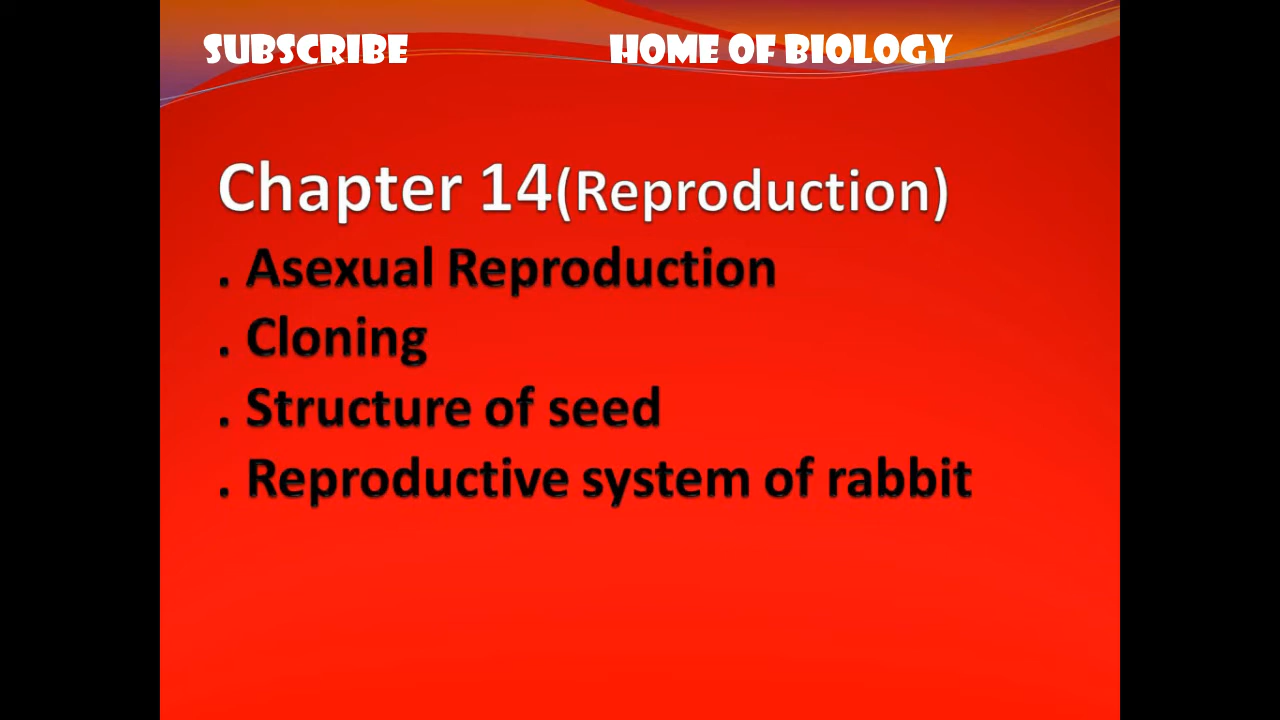 SUBSCRIBE HOME OF BIOLOGY
Chapter 14(Reproduction)
. Asexual Reproduction
. Cloning
. Structure of seed
. Reproductive system of rabbit